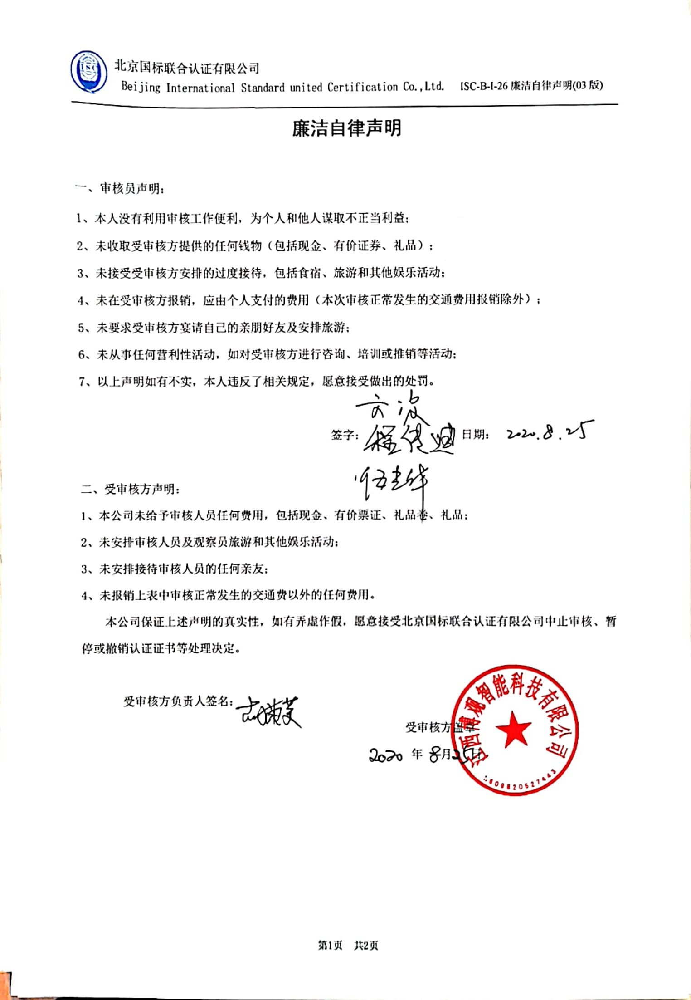 ISC
北京国标联合认证有限公司
Beijing International Standard united Certification Co.,Ltd. ISC-B-I-26 廉洁自律声明(03 版)
廉洁自律声明
一、审核员声明:
1、本人没有利用审核工作便利，为个人和他人谋取不正当利益;
2、未收取受审核方提供的任何钱物（包括现金、有价证券、礼品）;
3、未接受受审核方安排的过度接待，包括食宿、旅游和其他娱乐活动;
4、未在受审核方报销，应由个人支付的费用（本次审核正常发生的交通费用报销除外）;
5、未要求受审核方宴请自己的亲朋好友及安排旅游;
6、未从事任何营利性活动，如对受审核方进行咨询、培训或推销等活动;
7、以上声明如有不实，本人违反了相关规定，愿意接受做出的处罚。
文波
签字: 日期: 2020.8.25
伍建华
二、受审核方声明:
1、本公司未给予审核人员任何费用，包括现金、有价票证、礼品卷、礼品;
2、未安排审核人员及观察员旅游和其他娱乐活动;
3、未安排接待审核人员的任何亲友;
4、未报销上表中审核正常发生的交通费以外的任何费用。
本公司保证上述声明的真实性，如有弄虚作假，愿意接受北京国标联合认证有限公司中止审核、暂
停或撤销认证证书等处理决定。
受审核方负责人签名:
受审核方盖章
2020 年 8月25日
江西博观智能科技有限公司
第1页 共2页